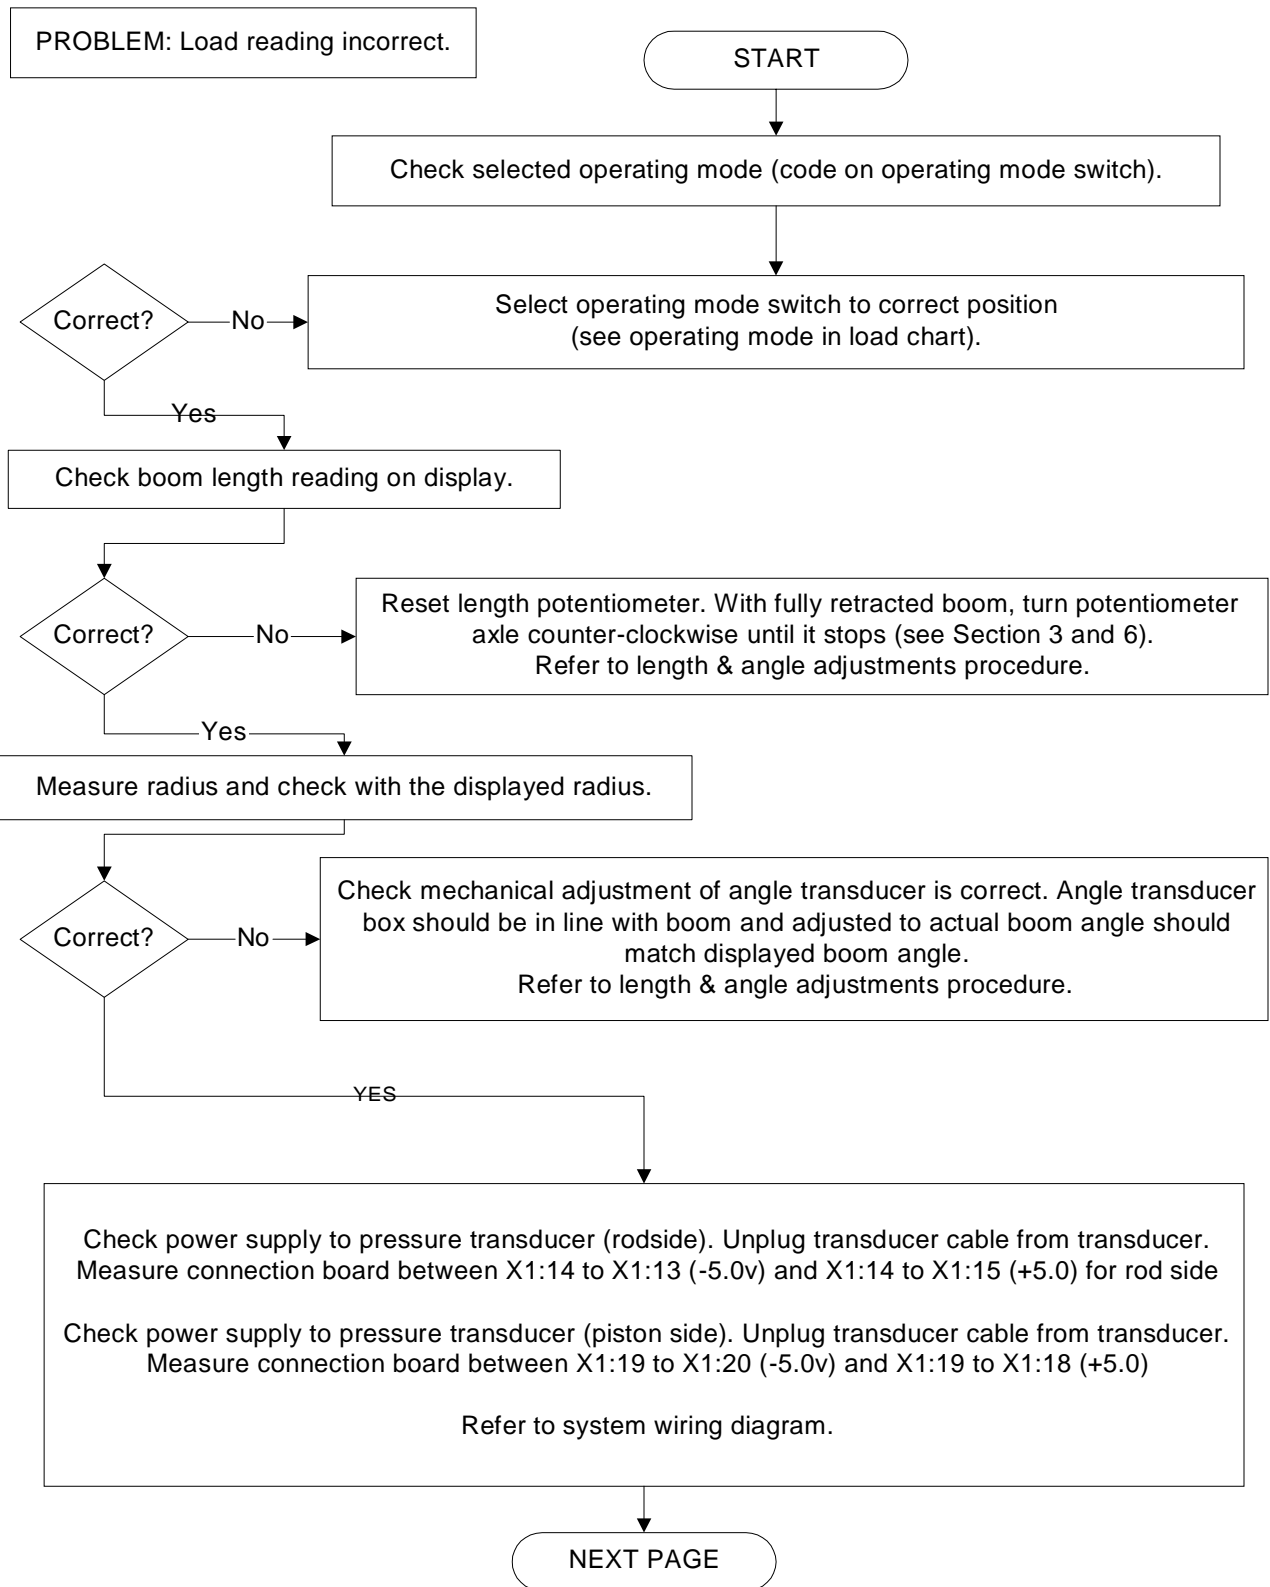 PROBLEM: Load reading incorrect.
START
Check selected operating mode (code on operating mode switch).
Correct?
No
Select operating mode switch to correct position
(see operating mode in load chart).
Yes
Check boom length reading on display.
Correct?
No
Reset length potentiometer. With fully retracted boom, turn potentiometer
axle counter-clockwise until it stops (see Section 3 and 6).
Refer to length & angle adjustments procedure.
Yes
Measure radius and check with the displayed radius.
Correct?
No
Check mechanical adjustment of angle transducer is correct. Angle transducer
box should be in line with boom and adjusted to actual boom angle should
match displayed boom angle.
Refer to length & angle adjustments procedure.
YES
Check power supply to pressure transducer (rodside). Unplug transducer cable from transducer.
Measure connection board between X1:14 to X1:13 (-5.0v) and X1:14 to X1:15 (+5.0) for rod side
Check power supply to pressure transducer (piston side). Unplug transducer cable from transducer.
Measure connection board between X1:19 to X1:20 (-5.0v) and X1:19 to X1:18 (+5.0)
Refer to system wiring diagram.
NEXT PAGE